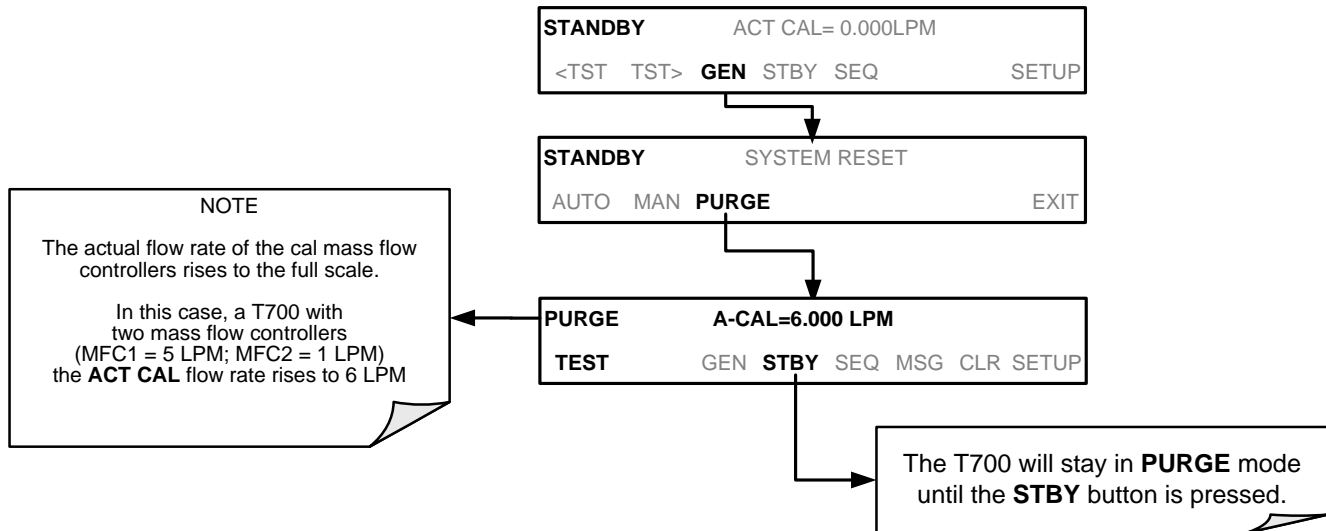 STANDBY ACT CAL= 0.000LPM
<TST TST> GEN STBY SEQ SETUP
STANDBY SYSTEM RESET
AUTO MAN PURGE EXIT
NOTE
The actual flow rate of the cal mass flow
controllers rises to the full scale.
In this case, a T700 with
two mass flow controllers
(MFC1 = 5 LPM; MFC2 = 1 LPM)
the ACT CAL flow rate rises to 6 LPM
PURGE A-CAL=6.000 LPM
TEST GEN STBY SEQ MSG CLR SETUP
The T700 will stay in PURGE mode
until the STBY button is pressed.